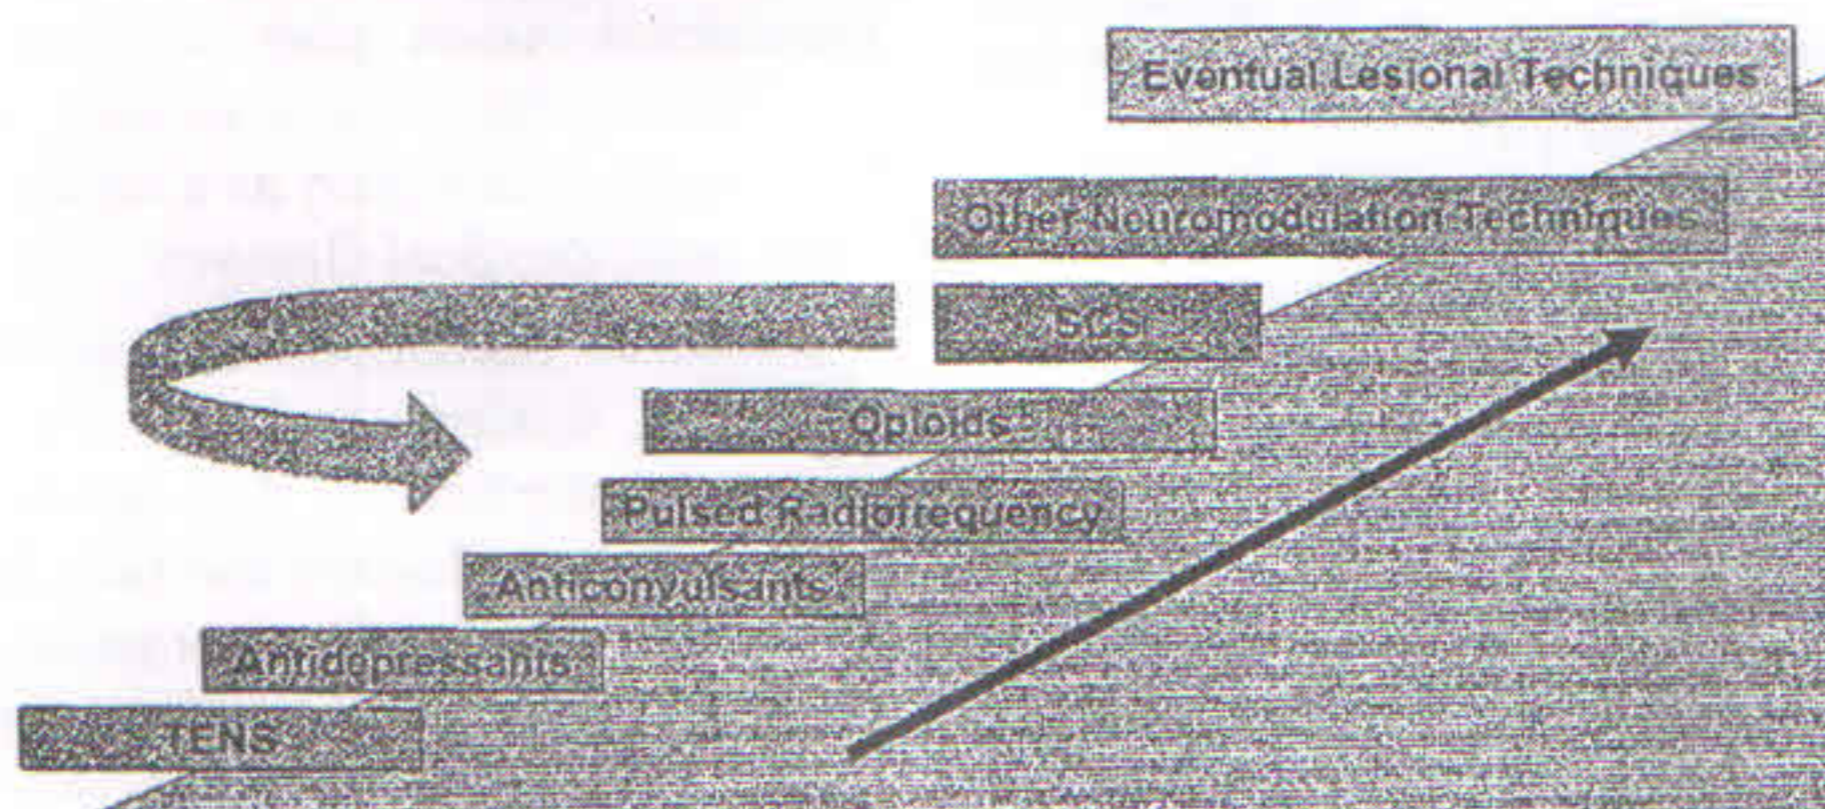 Eventual Lesional Techniques
Other Neuromodulation Techniques
SCS
Opioids
Pulsed Radiofrequency
Anticonvulsants
Antidepressants
TENS